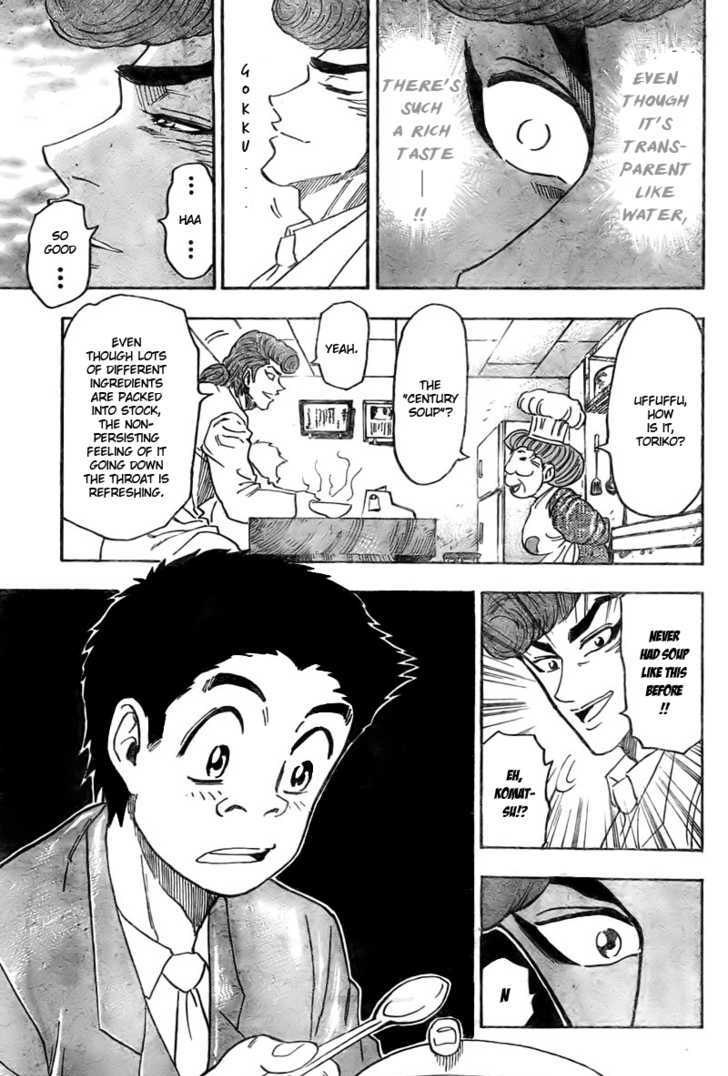 EVEN
THOUGH
IT'S
TRANS-
PARENT
LIKE
WATER,
THERE'S
SUCH
A RICH
TASTE
—
!!
GOKKU...
...
HAA
...
SO
GOOD
...
UFFUFFU,
HOW
IS IT,
TORIKO?
THE
"CENTURY
SOUP"?
YEAH.
EVEN
THOUGH LOTS
OF DIFFERENT
INGREDIENTS
ARE PACKED
INTO STOCK,
THE NON-
PERSISTING
FEELING OF IT
GOING DOWN
THE THROAT IS
REFRESHING.
NEVER
HAD SOUP
LIKE THIS
BEFORE
!!
EH,
KOMAT-
SU!?
N